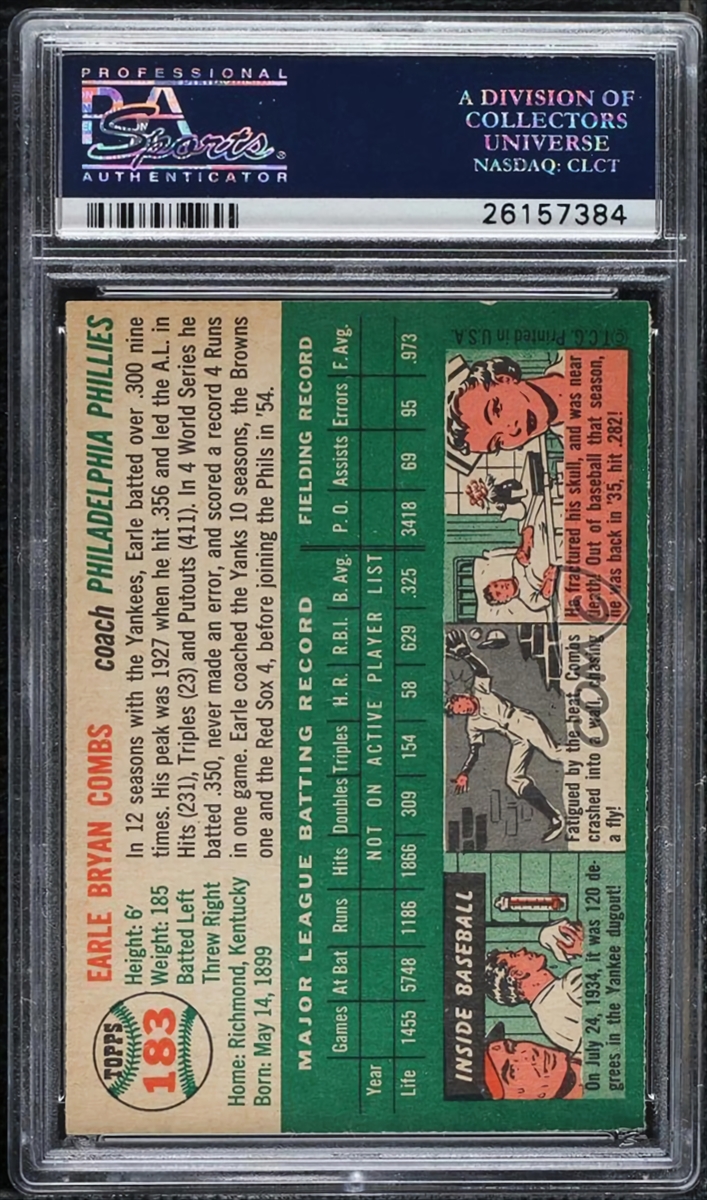 PROFESSIONAL
PSA
Sports
AUTHENTICATOR
A DIVISION OF
COLLECTORS
UNIVERSE
NASDAQ: CLCT
26157384
TOPPS
183
EARLE BRYAN COMBS
coach PHILADELPHIA PHILLIES
Height: 6'
Weight: 185
Batted Left
Threw Right
Home: Richmond, Kentucky
Born: May 14, 1899
In 12 seasons with the Yankees, Earle batted over .300 nine
times. His peak was 1927 when he hit .356 and led the A.L. in
Hits (231), Triples (23) and Putouts (411). In 4 World Series he
batted .350, never made an error, and scored a record 4 Runs
in one game. Earle coached the Yanks 10 seasons, the Browns
one and the Red Sox 4, before joining the Phils in '54.
MAJOR LEAGUE BATTING RECORD FIELDING RECORD
Games At Bat Runs Hits Doubles Triples H. R. R.B.I. B. Avg. P. O. Assists Errors F. Avg.
Year NOT ON ACTIVE PLAYER LIST
Life 1455 5748 1186 1866 309 154 58 629 .325 3418 69 95 .973
INSIDE BASEBALL
On July 24, 1934, it was 120 de-
grees in the Yankee dugout!
Fatigued by the heat, Combs
crashed into a wall, chasing
a fly!
He fractured his skull, and was near
death! Out of baseball that season,
he was back in '35, hit .282!
©T.C.G. Printed in U.S.A.